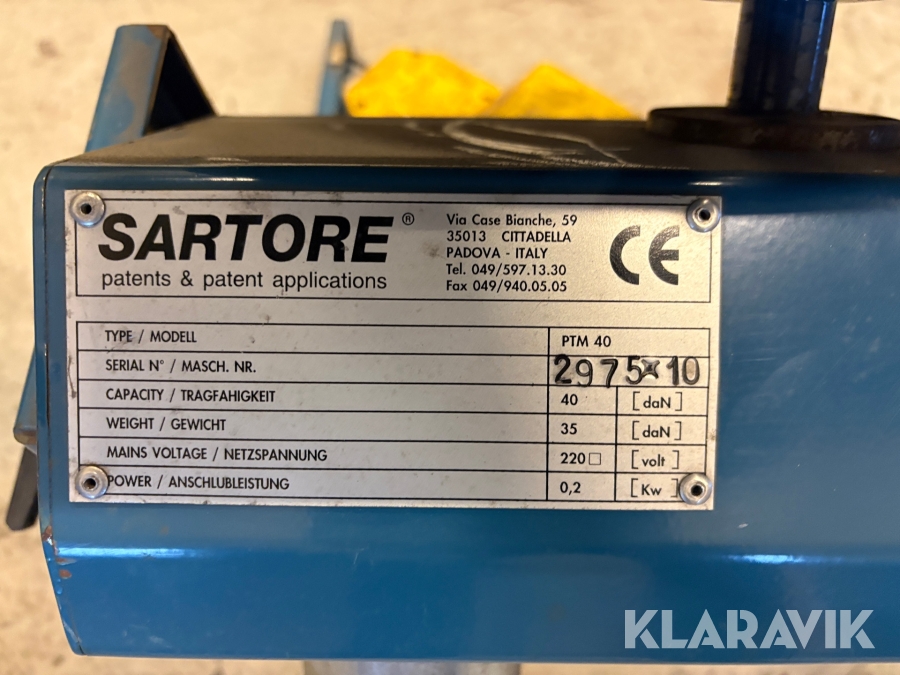 SARTORE®
patents & patent applications
Via Case Bianche, 59
35013 CITTADELLA
PADOVA - ITALY
Tel. 049/597.13.30
Fax 049/940.05.05
CE
TYPE / MODELL PTM 40
SERIAL N° / MASCH. NR. 2975*10
CAPACITY / TRAGFAHIGKEIT 40 [daN]
WEIGHT / GEWICHT 35 [daN]
MAINS VOLTAGE / NETZSPANNUNG 220□ [volt]
POWER / ANSCHLUBLEISTUNG 0,2 [Kw]
KLARAVIK